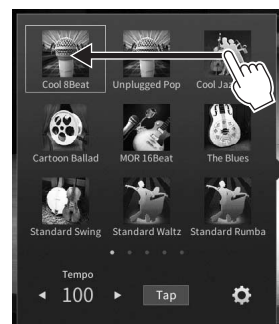 Cool 8Beat Unplugged Pop Cool Jaz
Cartoon Ballad MOR 16Beat The Blues
Standard Swing Standard Waltz Standard Rumba
Tempo
100 Tap